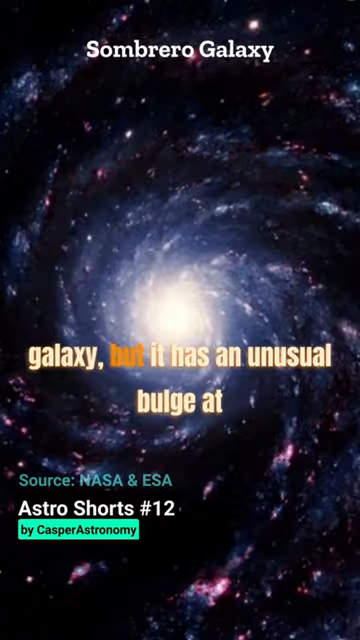 Sombrero Galaxy
galaxy, but it has an unusual
bulge at
Source: NASA & ESA
Astro Shorts #12
by CasperAstronomy